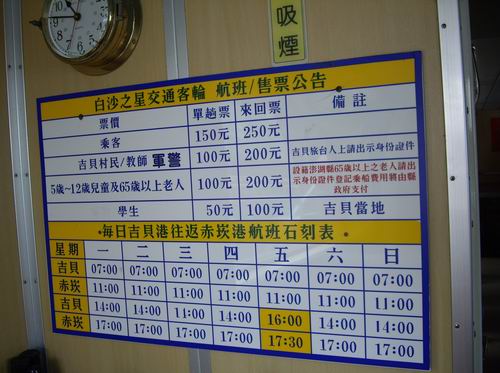 吸煙
白沙之星交通客輪 航班/售票公告
票價 單趟票 來回票 備註
乘客 150元 250元
吉貝村民/教師 軍警 100元 200元 吉貝旅台人上請出示身份證件
5歲~12歲兒童及65歲以上老人 100元 200元 設籍澎湖縣65歲以上之老人請出
示身份證件登記乘船費用將由縣
政府支付
學生 50元 100元 吉貝當地
•每日吉貝港往返赤崁港航班石刻表•
星期 一 二 三 四 五 六 日
吉貝 07:00 07:00 07:00 07:00 07:00 07:00 07:00
赤崁 11:00 11:00 11:00 11:00 11:00 11:00 11:00
吉貝 14:00 14:00 14:00 14:00 16:00 14:00 14:00
赤崁 17:00 17:00 17:00 17:00 17:30 17:00 17:00